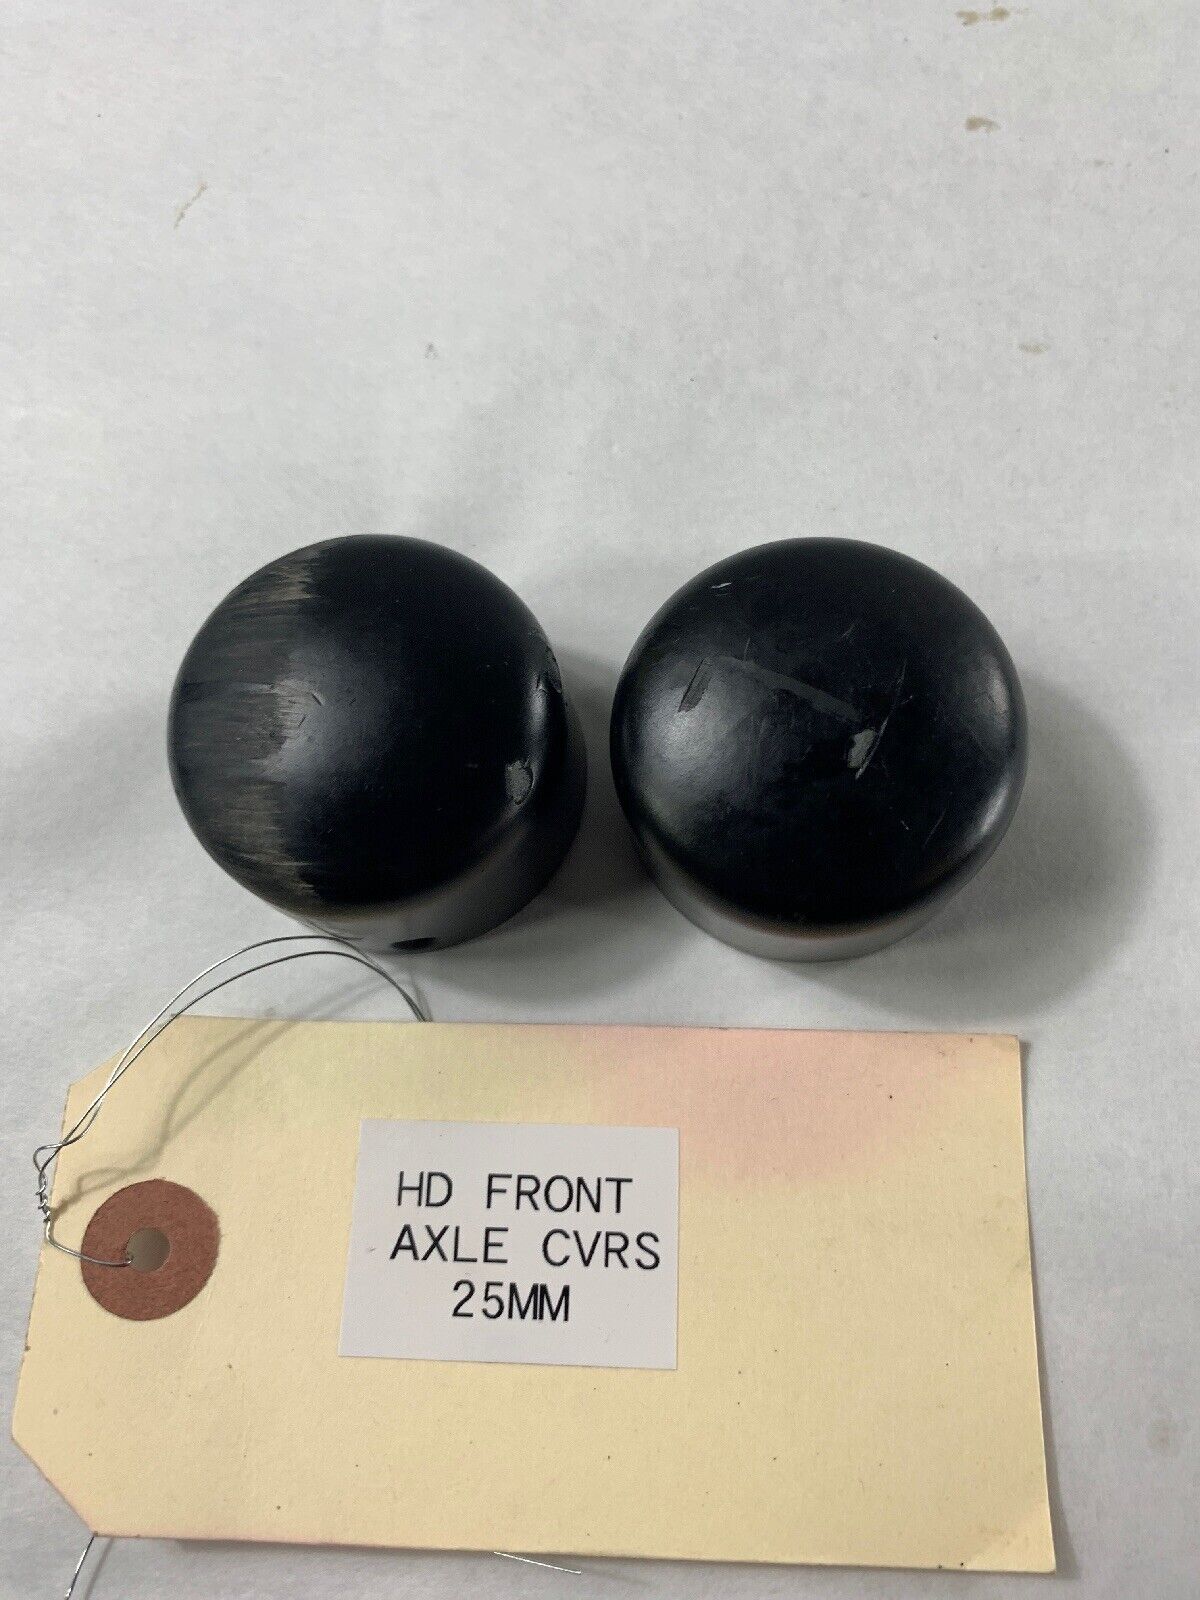 HD FRONT
AXLE CVRS
25MM